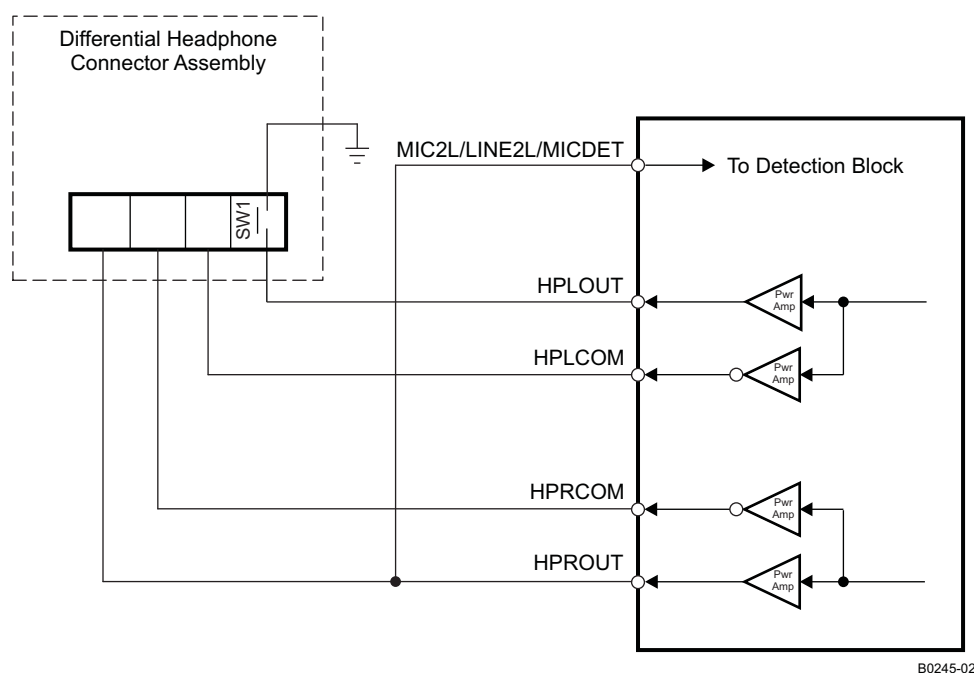 Differential Headphone
Connector Assembly
MIC2L/LINE2L/MICDET
To Detection Block
SW1
HPLOUT
Pwr
Amp
HPLCOM
Pwr
Amp
HPRCOM
Pwr
Amp
HPROUT
Pwr
Amp
B0245-02